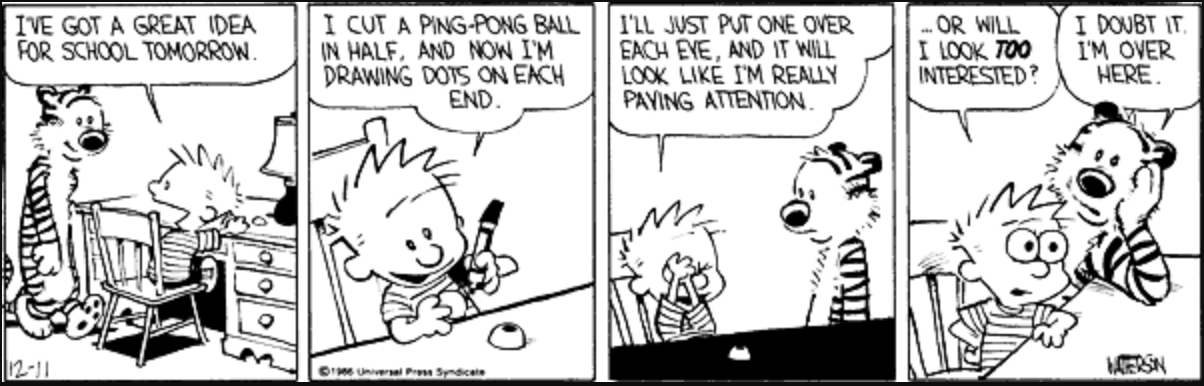 I'VE GOT A GREAT IDEA
FOR SCHOOL TOMORROW.
12-11
I CUT A PING-PONG BALL
IN HALF, AND NOW I'M
DRAWING DOTS ON EACH
END.
©1986 Universal Press Syndicate
I'LL JUST PUT ONE OVER
EACH EYE, AND IT WILL
LOOK LIKE I'M REALLY
PAYING ATTENTION.
...OR WILL
I LOOK TOO
INTERESTED?
I DOUBT IT.
I'M OVER
HERE.
WATTERSON